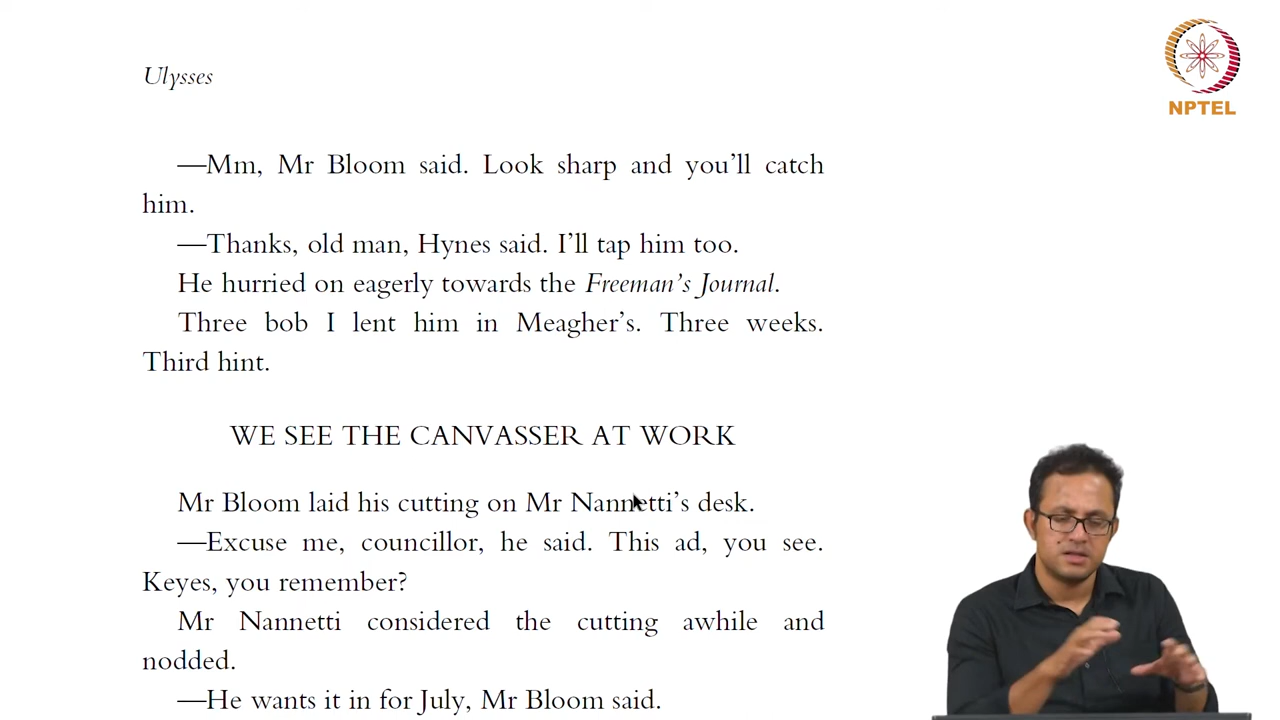 Ulysses
NPTEL
—Mm, Mr Bloom said. Look sharp and you’ll catch
him.
—Thanks, old man, Hynes said. I’ll tap him too.
He hurried on eagerly towards the Freeman’s Journal.
Three bob I lent him in Meagher’s. Three weeks.
Third hint.
WE SEE THE CANVASSER AT WORK
Mr Bloom laid his cutting on Mr Nannetti’s desk.
—Excuse me, councillor, he said. This ad, you see.
Keyes, you remember?
Mr Nannetti considered the cutting awhile and
nodded.
—He wants it in for July, Mr Bloom said.